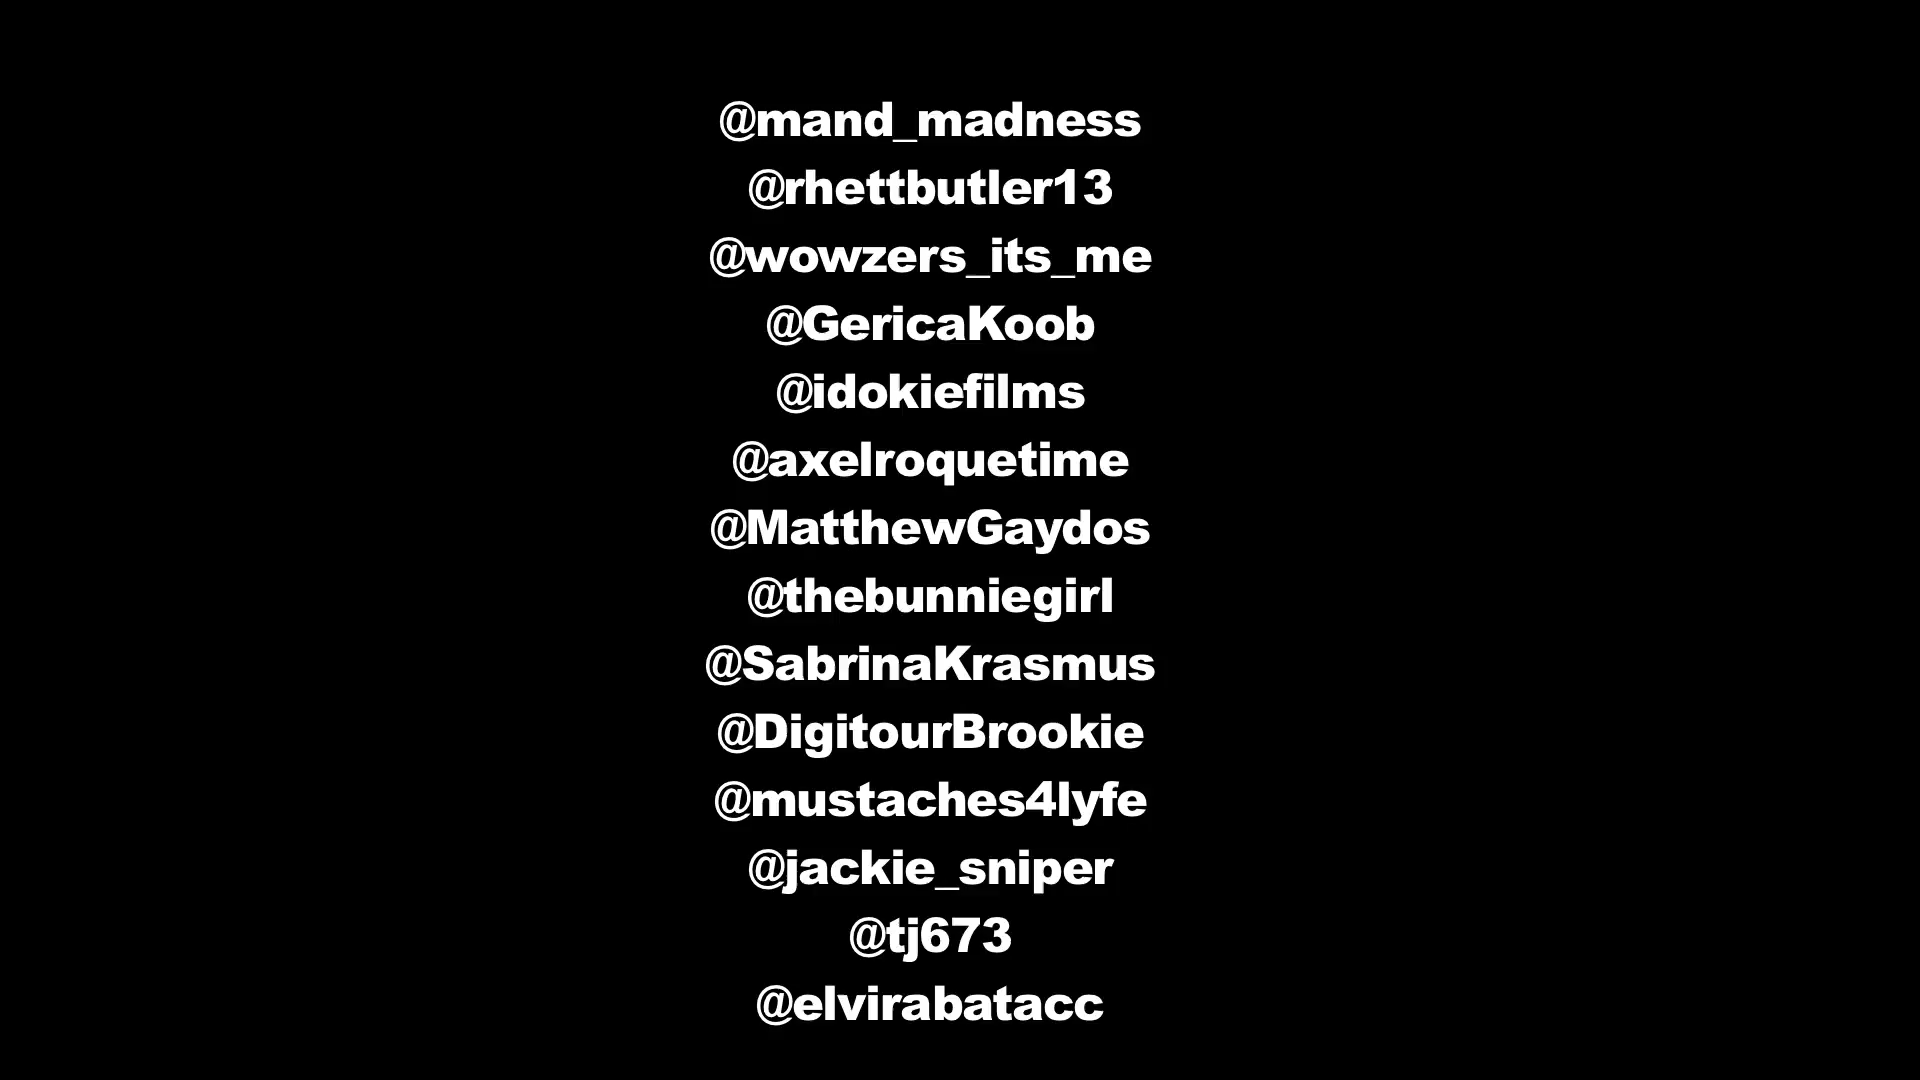 @mand_madness
@rhettbutler13
@wowzers_its_me
@GericaKoob
@idokiefilms
@axelroquetime
@MatthewGaydos
@thebunniegirl
@SabrinaKrasmus
@DigitourBrookie
@mustaches4lyfe
@jackie_sniper
@tj673
@elvirabatacc